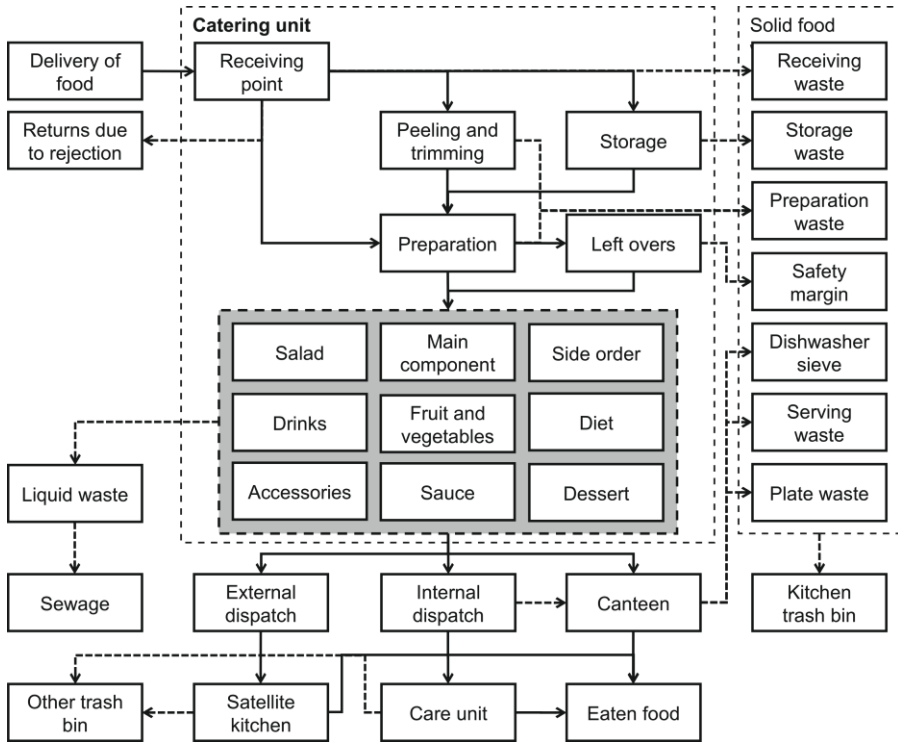 Catering unit
Solid food
Delivery of
food
Receiving
point
Receiving
waste
Returns due
to rejection
Peeling and
trimming
Storage
Storage
waste
Preparation
waste
Preparation
Left overs
Safety
margin
Salad
Main
component
Side order
Dishwasher
sieve
Drinks
Fruit and
vegetables
Diet
Serving
waste
Liquid waste
Accessories
Sauce
Dessert
Plate waste
Sewage
External
dispatch
Internal
dispatch
Canteen
Kitchen
trash bin
Other trash
bin
Satellite
kitchen
Care unit
Eaten food